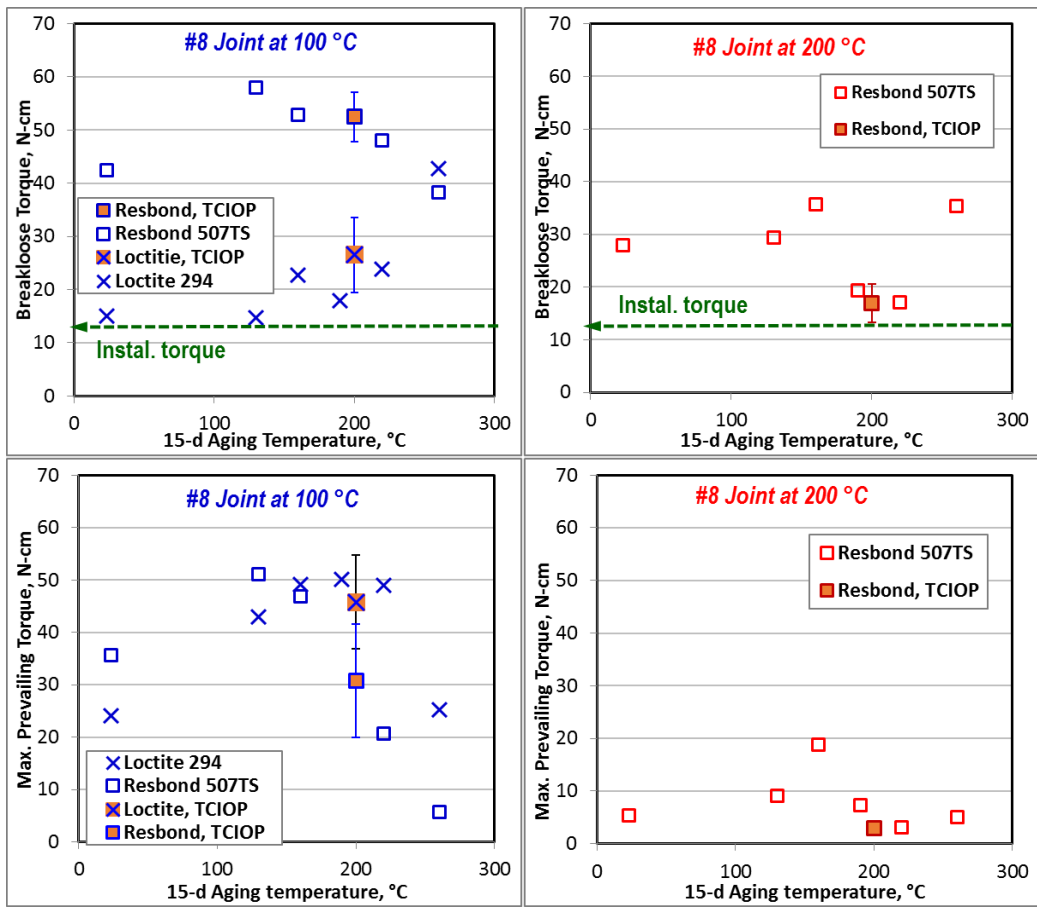 #8 Joint at 100 °C
Breakloose Torque, N-cm
70
60
50
40
30
20
10
0
Resbond, TCIOP
Resbond 507TS
Loctitie, TCIOP
Loctite 294
Instal. torque
0
100
200
300
15-d Aging Temperature, °C
#8 Joint at 200 °C
Breakloose Torque, N-cm
70
60
50
40
30
20
10
0
Resbond 507TS
Resbond, TCIOP
Instal. torque
0
100
200
300
15-d Aging Temperature, °C
#8 Joint at 100 °C
Max. Prevailing Torque, N-cm
70
60
50
40
30
20
10
0
Loctite 294
Resbond 507TS
Loctite, TCIOP
Resbond, TCIOP
0
100
200
300
15-d Aging temperature, °C
#8 Joint at 200 °C
Max. Prevailing Torque, N-cm
70
60
50
40
30
20
10
0
Resbond 507TS
Resbond, TCIOP
0
100
200
300
15-d Aging Temperature, °C